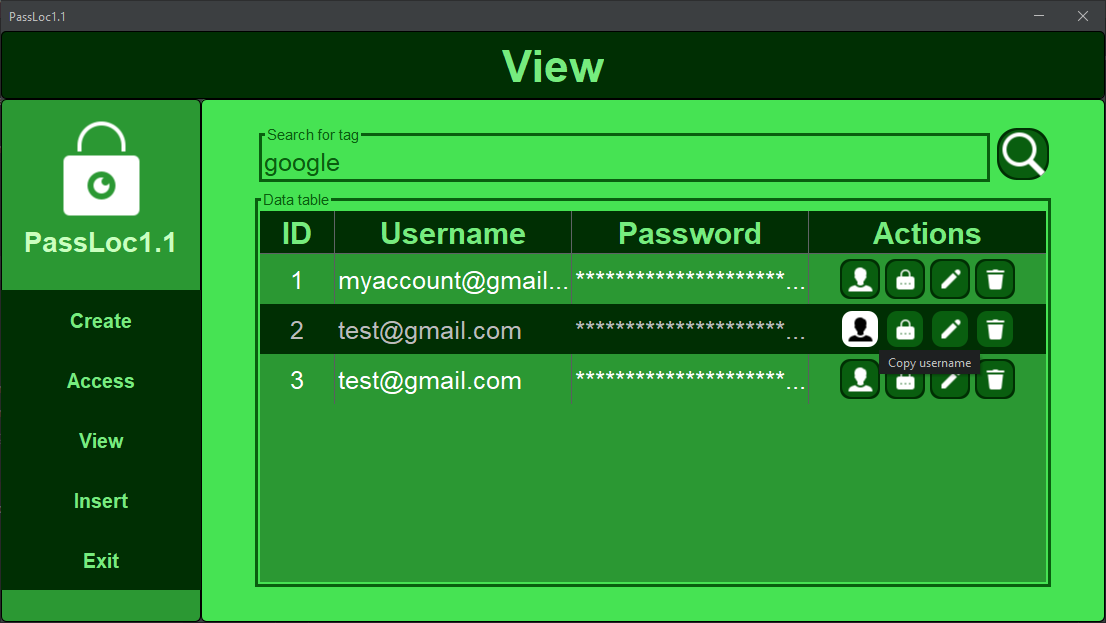 PassLoc1.1
View
PassLoc1.1
Create
Access
View
Insert
Exit
Search for tag
google
Data table
ID Username Password Actions
1 myaccount@gmail... *********************...
2 test@gmail.com *********************...
Copy username
3 test@gmail.com *********************...